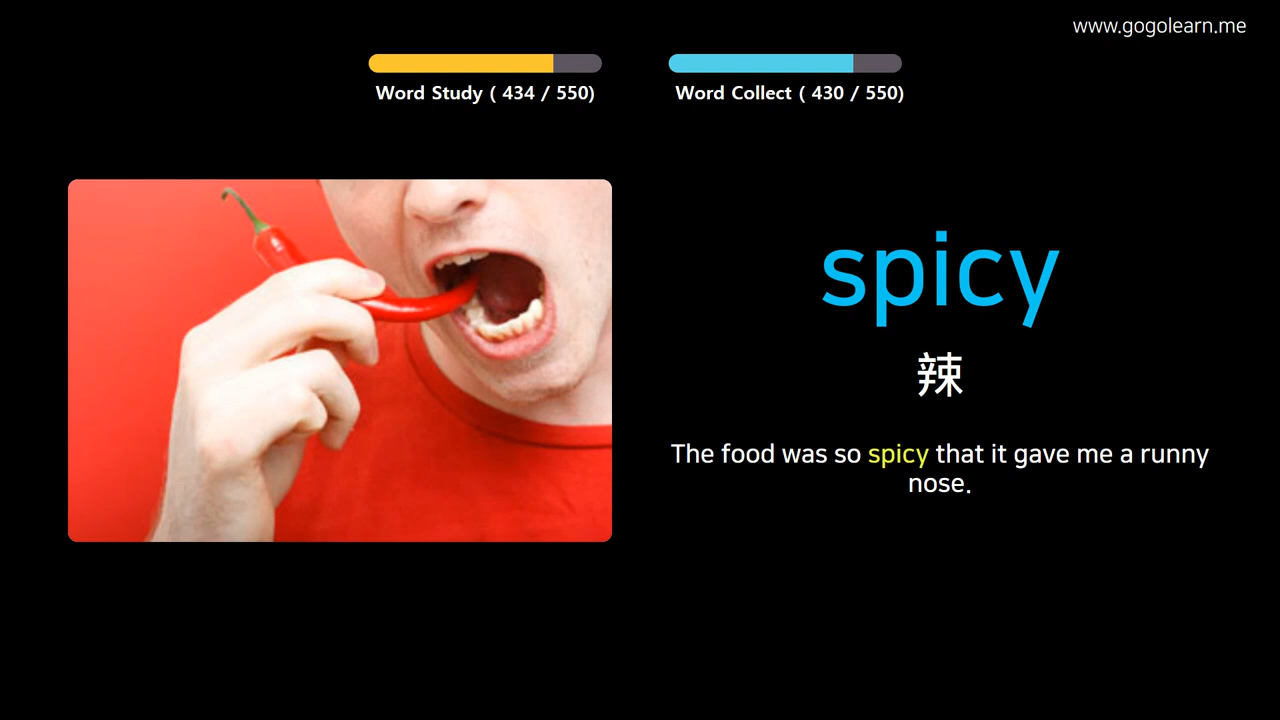 www.gogolearn.me
Word Study ( 434 / 550)
Word Collect ( 430 / 550)
spicy
辣
The food was so spicy that it gave me a runny
nose.